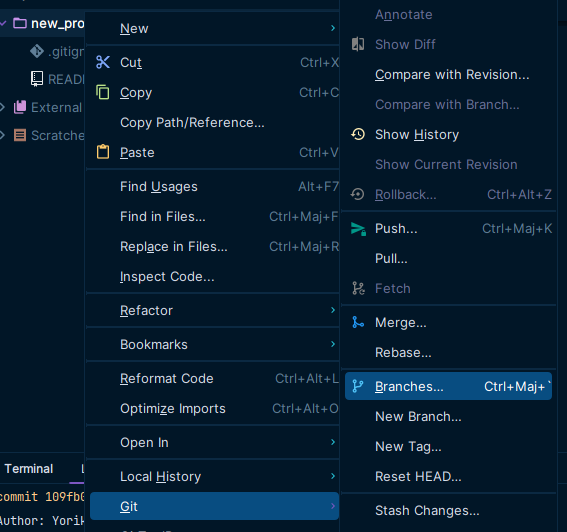 new_pro
.gitign
READ
External
Scratche
New
Cut Ctrl+X
Copy Ctrl+C
Copy Path/Reference...
Paste Ctrl+V
Find Usages Alt+F7
Find in Files... Ctrl+Maj+F
Replace in Files... Ctrl+Maj+R
Inspect Code...
Refactor
Bookmarks
Reformat Code Ctrl+Alt+L
Optimize Imports Ctrl+Alt+O
Open In
Local History
Git
Annotate
Show Diff
Compare with Revision...
Compare with Branch...
Show History
Show Current Revision
Rollback... Ctrl+Alt+Z
Push... Ctrl+Maj+K
Pull...
Fetch
Merge...
Rebase...
Branches... Ctrl+Maj+`
New Branch...
New Tag...
Reset HEAD...
Stash Changes...
Terminal L
commit 109fb0
Author: Yorik